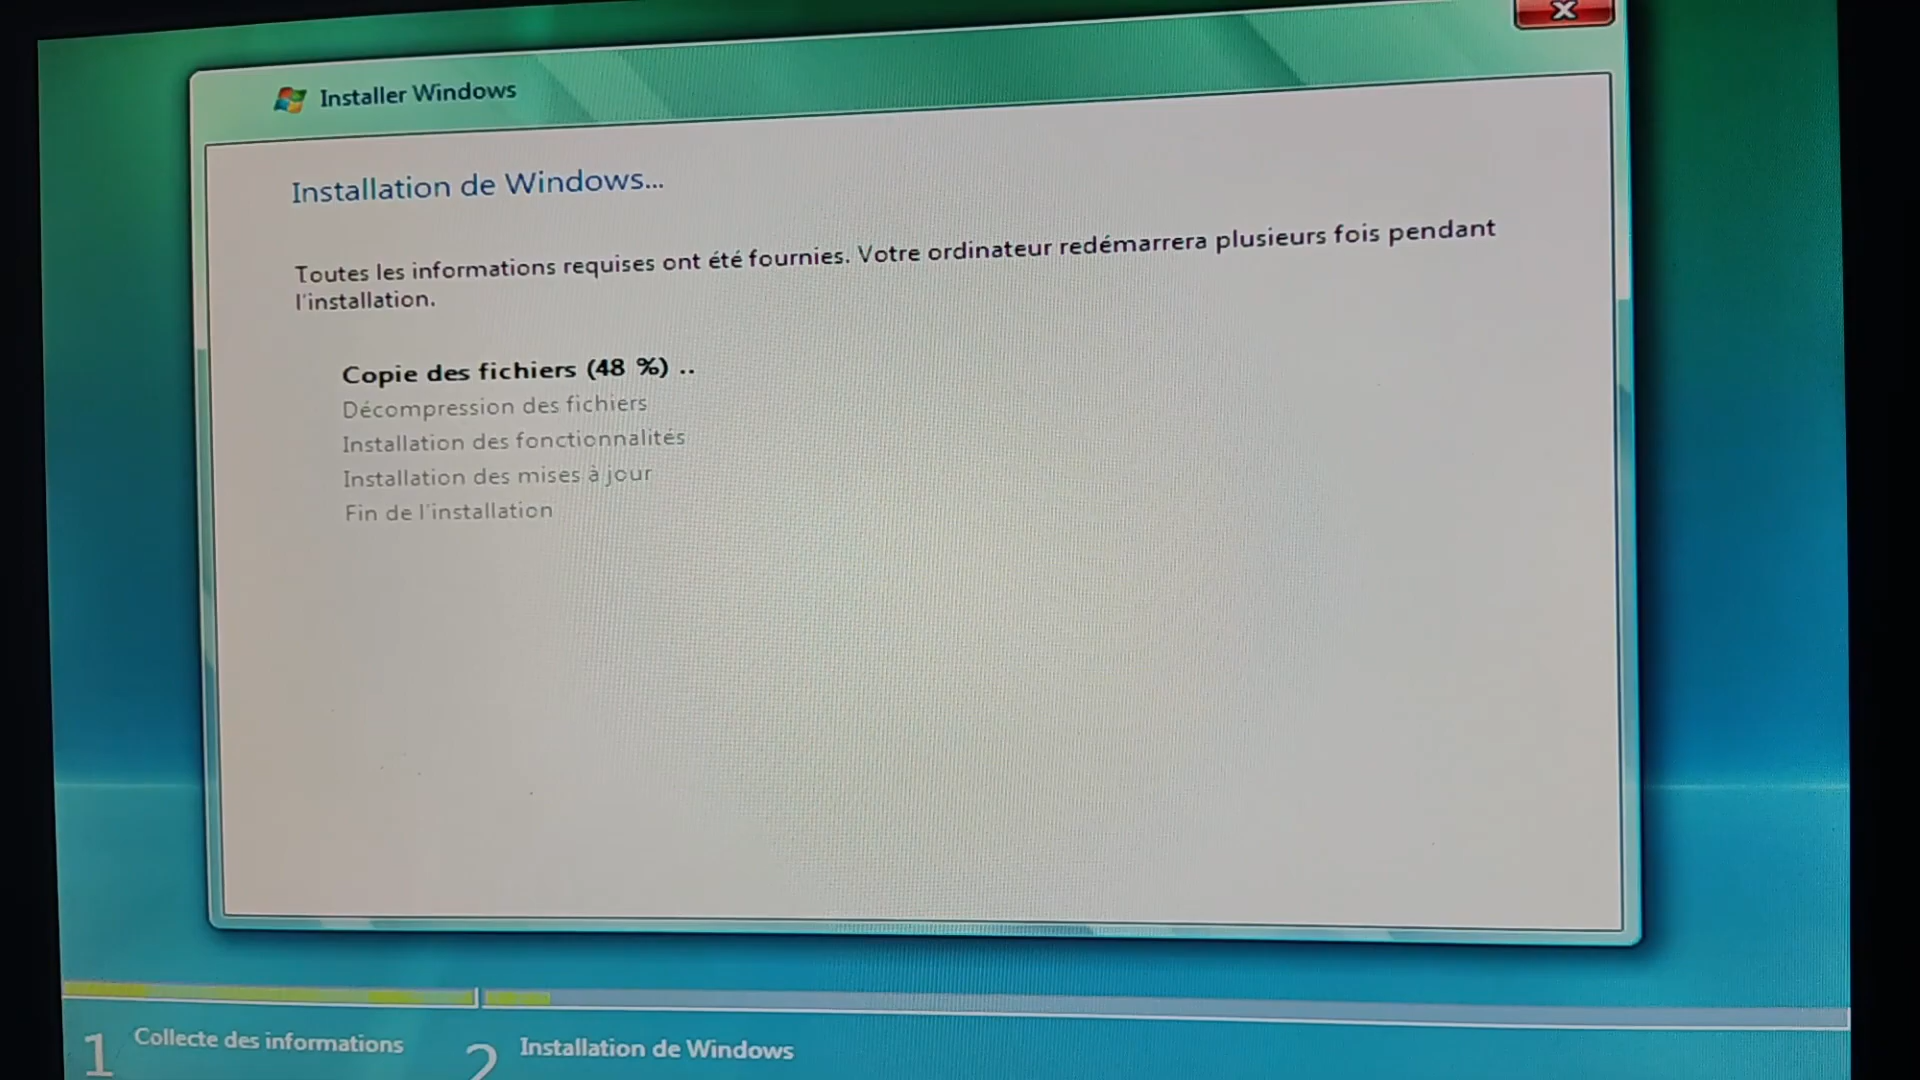 Installer Windows
Installation de Windows...
Toutes les informations requises ont été fournies. Votre ordinateur redémarrera plusieurs fois pendant
l'installation.
Copie des fichiers (48 %) ..
Décompression des fichiers
Installation des fonctionnalités
Installation des mises à jour
Fin de l'installation
1 Collecte des informations
2 Installation de Windows